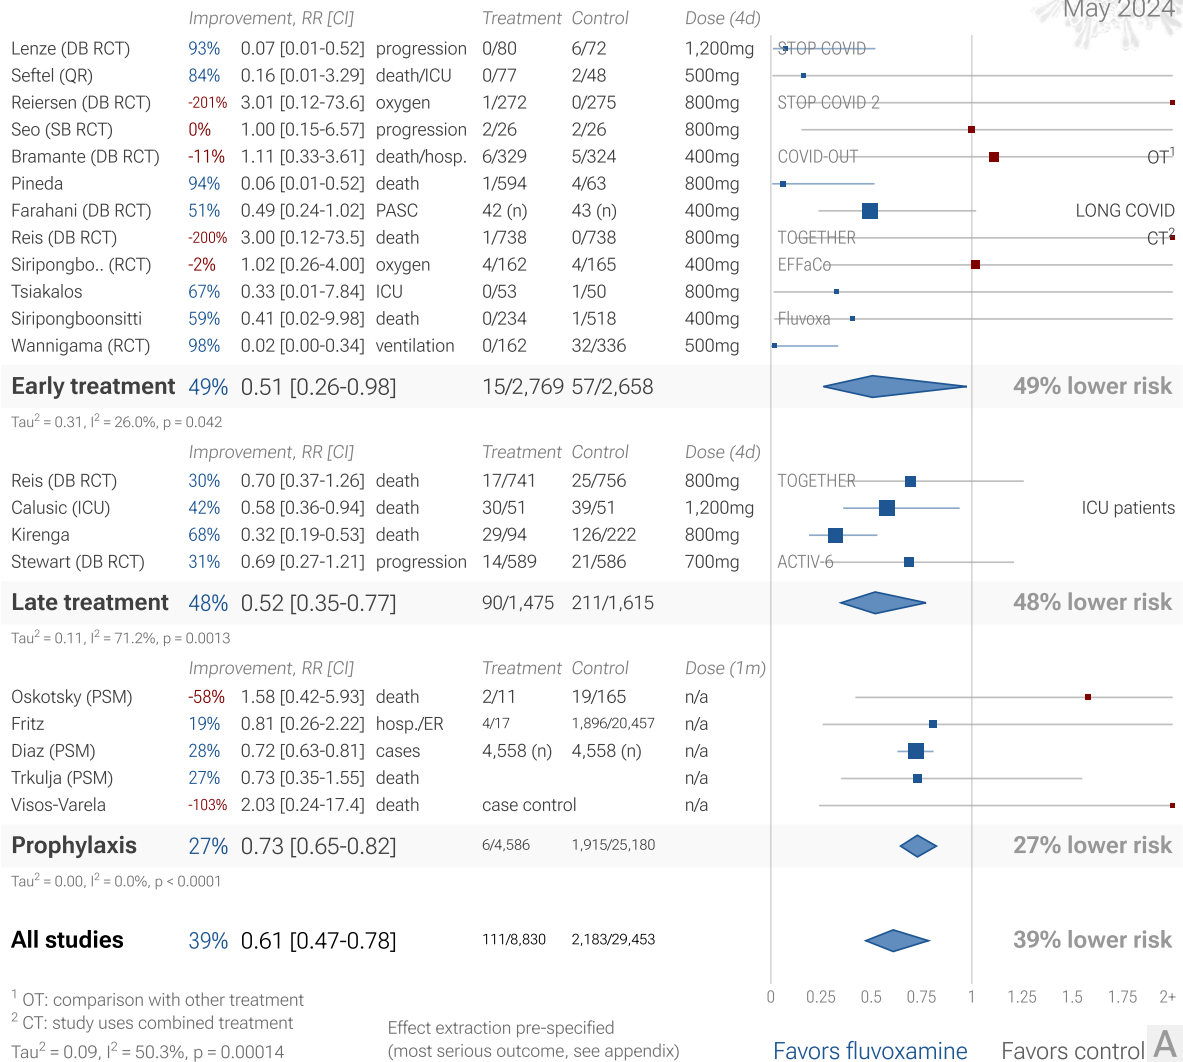 May 2024
Improvement, RR [CI] Treatment Control Dose (4d)
Lenze (DB RCT) 93% 0.07 [0.01-0.52] progression 0/80 6/72 1,200mg STOP COVID
Seftel (QR) 84% 0.16 [0.01-3.29] death/ICU 0/77 2/48 500mg
Reiersen (DB RCT) -201% 3.01 [0.12-73.6] oxygen 1/272 0/275 800mg STOP COVID 2
Seo (SB RCT) 0% 1.00 [0.15-6.57] progression 2/26 2/26 800mg
Bramante (DB RCT) -11% 1.11 [0.33-3.61] death/hosp. 6/329 5/324 400mg COVID-OUT OT1
Pineda 94% 0.06 [0.01-0.52] death 1/594 4/63 800mg
Farahani (DB RCT) 51% 0.49 [0.24-1.02] PASC 42 (n) 43 (n) 400mg LONG COVID
Reis (DB RCT) -200% 3.00 [0.12-73.5] death 1/738 0/738 800mg TOGETHER CT2
Siripongbo.. (RCT) -2% 1.02 [0.26-4.00] oxygen 4/162 4/165 400mg EFFaCo
Tsiakalos 67% 0.33 [0.01-7.84] ICU 0/53 1/50 800mg
Siripongboonsitti 59% 0.41 [0.02-9.98] death 0/234 1/518 400mg Fluvoxa
Wannigama (RCT) 98% 0.02 [0.00-0.34] ventilation 0/162 32/336 500mg
Early treatment 49% 0.51 [0.26-0.98] 15/2,769 57/2,658 49% lower risk
Tau2 = 0.31, I2 = 26.0%, p = 0.042
Improvement, RR [CI] Treatment Control Dose (4d)
Reis (DB RCT) 30% 0.70 [0.37-1.26] death 17/741 25/756 800mg TOGETHER
Calusic (ICU) 42% 0.58 [0.36-0.94] death 30/51 39/51 1,200mg ICU patients
Kirenga 68% 0.32 [0.19-0.53] death 29/94 126/222 800mg
Stewart (DB RCT) 31% 0.69 [0.27-1.21] progression 14/589 21/586 700mg ACTIV-6
Late treatment 48% 0.52 [0.35-0.77] 90/1,475 211/1,615 48% lower risk
Tau2 = 0.11, I2 = 71.2%, p = 0.0013
Improvement, RR [CI] Treatment Control Dose (1m)
Oskotsky (PSM) -58% 1.58 [0.42-5.93] death 2/11 19/165 n/a
Fritz 19% 0.81 [0.26-2.22] hosp./ER 4/17 1,896/20,457 n/a
Diaz (PSM) 28% 0.72 [0.63-0.81] cases 4,558 (n) 4,558 (n) n/a
Trkulja (PSM) 27% 0.73 [0.35-1.55] death n/a
Visos-Varela -103% 2.03 [0.24-17.4] death case control n/a
Prophylaxis 27% 0.73 [0.65-0.82] 6/4,586 1,915/25,180 27% lower risk
Tau2 = 0.00, I2 = 0.0%, p < 0.0001
All studies 39% 0.61 [0.47-0.78] 111/8,830 2,183/29,453 39% lower risk
0 0.25 0.5 0.75 1 1.25 1.5 1.75 2+
1 OT: comparison with other treatment
2 CT: study uses combined treatment
Tau2 = 0.09, I2 = 50.3%, p = 0.00014
Effect extraction pre-specified
(most serious outcome, see appendix)
Favors fluvoxamine Favors control A